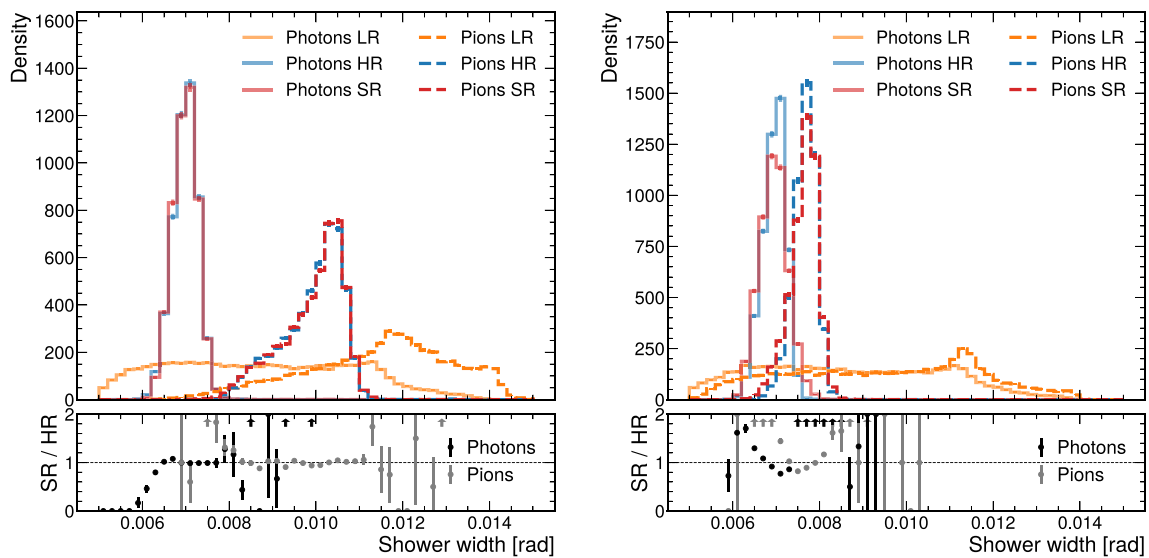 Density
1600
1400
1200
1000
800
600
400
200
0
Photons LR
Photons HR
Photons SR
Pions LR
Pions HR
Pions SR
SR / HR
2
1
0
Photons
Pions
0.006
0.008
0.010
0.012
0.014
Shower width [rad]
Density
1750
1500
1250
1000
750
500
250
0
Photons LR
Photons HR
Photons SR
Pions LR
Pions HR
Pions SR
SR / HR
2
1
0
Photons
Pions
0.006
0.008
0.010
0.012
0.014
Shower width [rad]